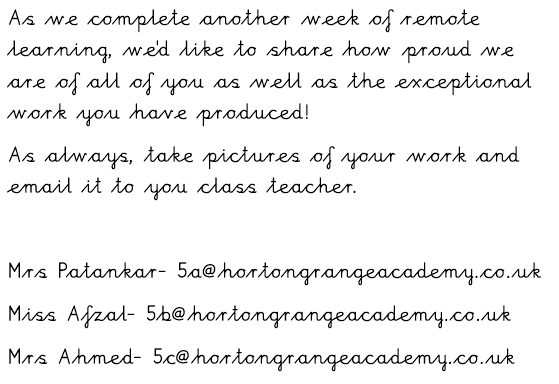 As we complete another week of remote
learning, we'd like to share how proud we
are of all of you as well as the exceptional
work you have produced!
As always, take pictures of your work and
email it to you class teacher.
Mrs Patankar- 5a@hortongrangeacademy.co.uk
Miss Afzal- 5b@hortongrangeacademy.co.uk
Mrs Ahmed- 5c@hortongrangeacademy.co.uk